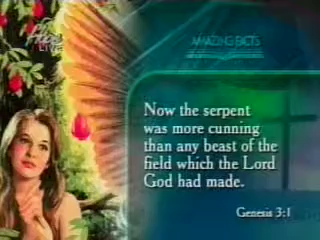 LIVE
AMAZING FACTS
Now the serpent
was more cunning
than any beast of the
field which the Lord
God had made.
Genesis 3:1